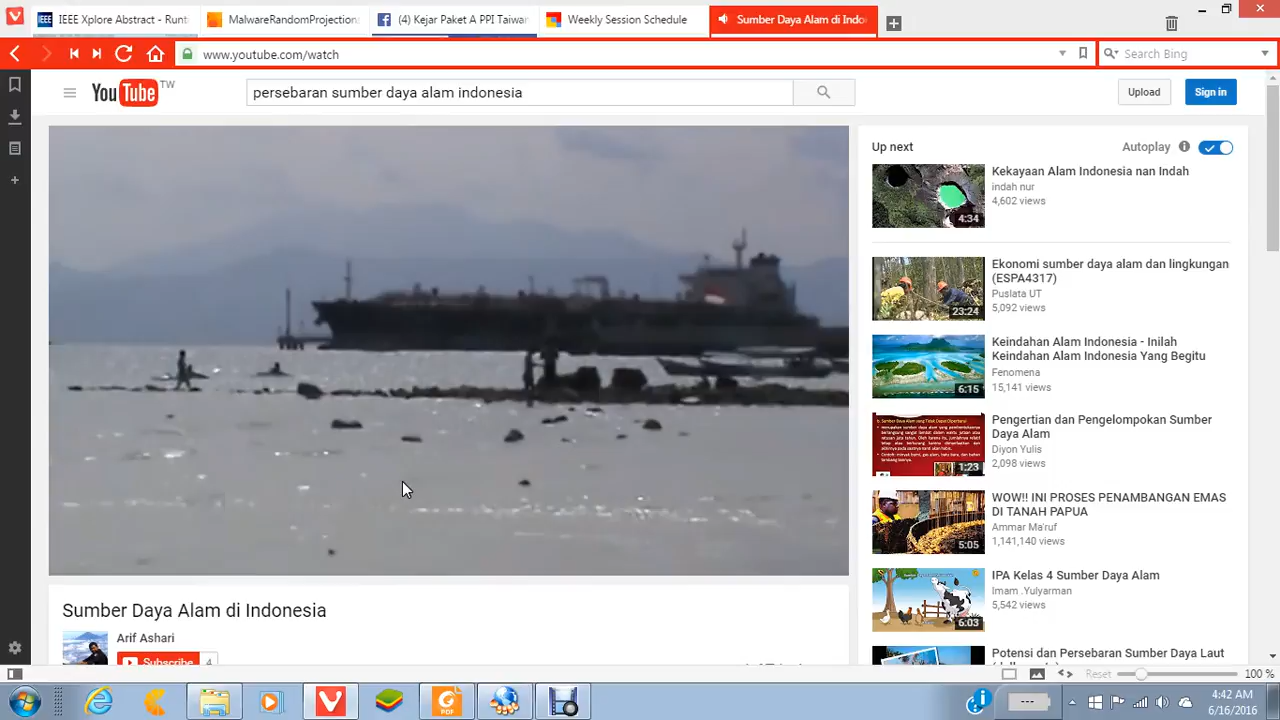 IEEE Xplore Abstract - Runt
MalwareRandomProjection
(4) Kejar Paket A PPI Taiwan
Weekly Session Schedule
Sumber Daya Alam di Indo
www.youtube.com/watch
Search Bing
YouTube TW
persebaran sumber daya alam indonesia
Upload
Sign in
Up next
Autoplay
Kekayaan Alam Indonesia nan Indah
indah nur
4,602 views
4:34
Ekonomi sumber daya alam dan lingkungan
(ESPA4317)
Puslata UT
5,092 views
23:24
Keindahan Alam Indonesia - Inilah
Keindahan Alam Indonesia Yang Begitu
Fenomena
15,141 views
6:15
Pengertian dan Pengelompokan Sumber
Daya Alam
Diyon Yulis
2,098 views
1:23
WOW!! INI PROSES PENAMBANGAN EMAS
DI TANAH PAPUA
Ammar Ma'ruf
1,141,140 views
5:05
IPA Kelas 4 Sumber Daya Alam
Imam .Yulyarman
5,542 views
6:03
Potensi dan Persebaran Sumber Daya Laut
Sumber Daya Alam di Indonesia
Arif Ashari
Subscribe
4
Reset
100 %
PDF
4:42 AM
6/16/2016